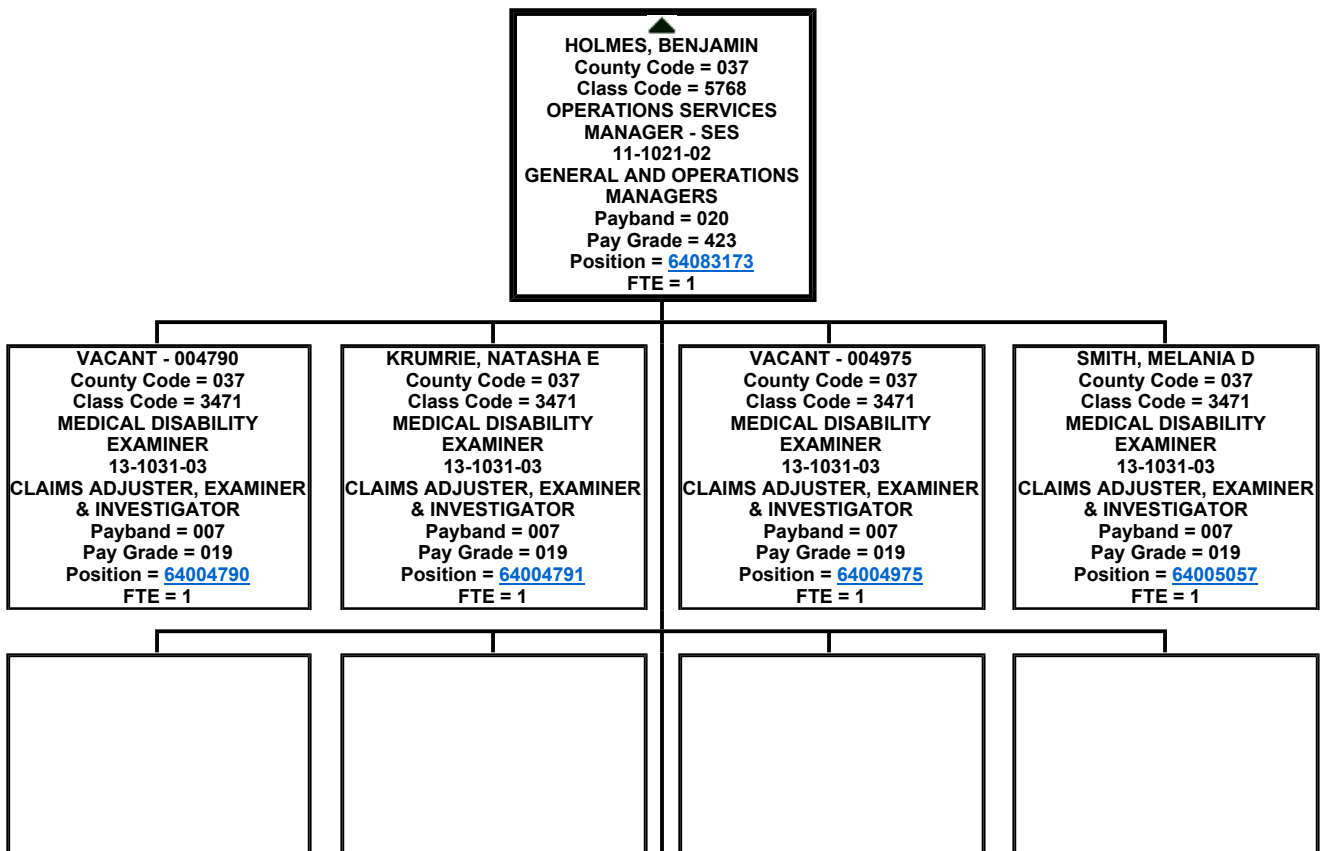 HOLMES, BENJAMIN
County Code = 037
Class Code = 5768
OPERATIONS SERVICES
MANAGER - SES
11-1021-02
GENERAL AND OPERATIONS
MANAGERS
Payband = 020
Pay Grade = 423
Position = 64083173
FTE = 1
VACANT - 004790
County Code = 037
Class Code = 3471
MEDICAL DISABILITY
EXAMINER
13-1031-03
CLAIMS ADJUSTER, EXAMINER
& INVESTIGATOR
Payband = 007
Pay Grade = 019
Position = 64004790
FTE = 1
KRUMRIE, NATASHA E
County Code = 037
Class Code = 3471
MEDICAL DISABILITY
EXAMINER
13-1031-03
CLAIMS ADJUSTER, EXAMINER
& INVESTIGATOR
Payband = 007
Pay Grade = 019
Position = 64004791
FTE = 1
VACANT - 004975
County Code = 037
Class Code = 3471
MEDICAL DISABILITY
EXAMINER
13-1031-03
CLAIMS ADJUSTER, EXAMINER
& INVESTIGATOR
Payband = 007
Pay Grade = 019
Position = 64004975
FTE = 1
SMITH, MELANIA D
County Code = 037
Class Code = 3471
MEDICAL DISABILITY
EXAMINER
13-1031-03
CLAIMS ADJUSTER, EXAMINER
& INVESTIGATOR
Payband = 007
Pay Grade = 019
Position = 64005057
FTE = 1